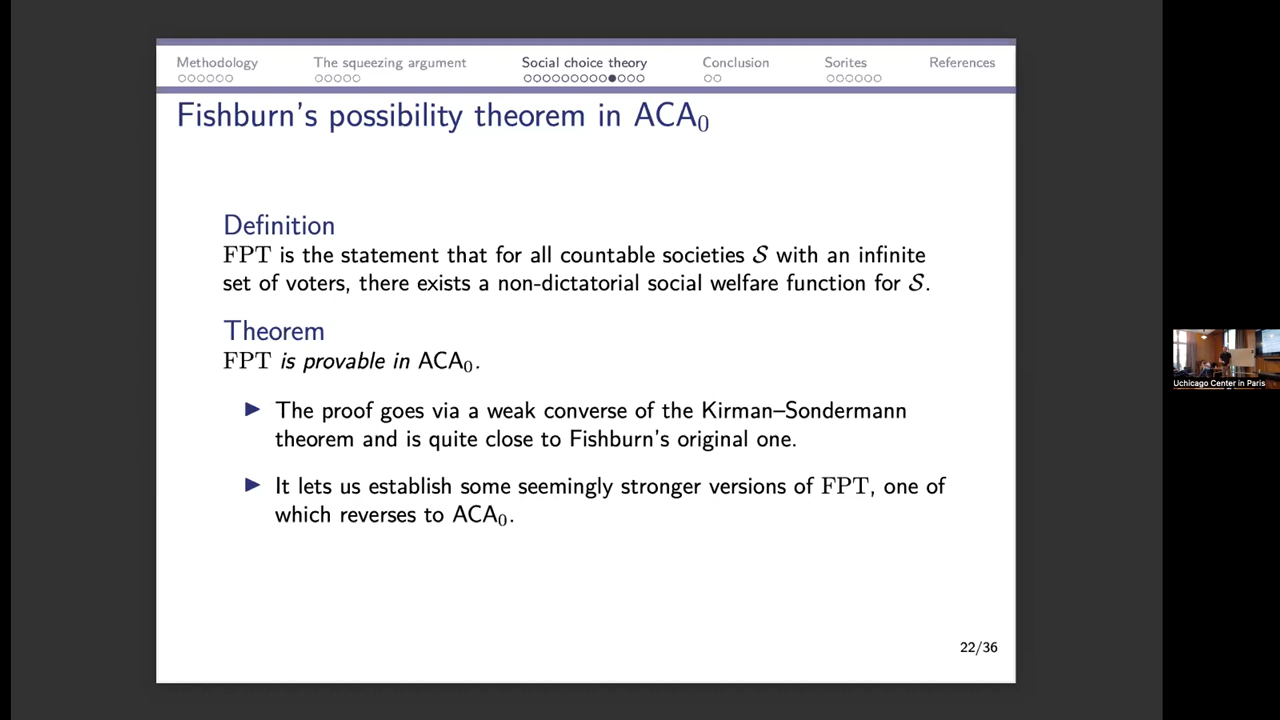 Methodology The squeezing argument Social choice theory Conclusion Sorites References
Fishburn's possibility theorem in ACA₀
Definition
FPT is the statement that for all countable societies 𝒮 with an infinite
set of voters, there exists a non-dictatorial social welfare function for 𝒮.
Theorem
FPT is provable in ACA₀.
▶ The proof goes via a weak converse of the Kirman–Sondermann
theorem and is quite close to Fishburn's original one.
▶ It lets us establish some seemingly stronger versions of FPT, one of
which reverses to ACA₀.
22/36
Uchicago Center in Paris